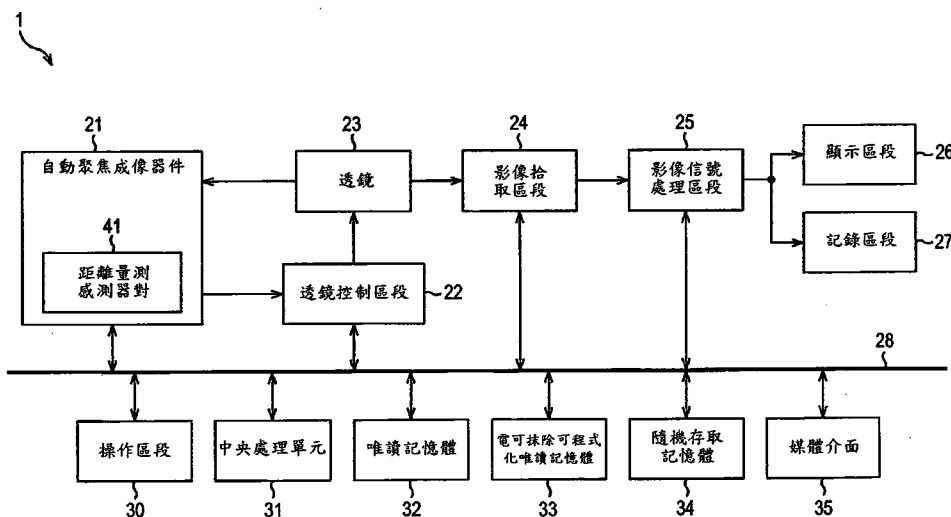 1
21
23
24
25
自動聚焦成像器件
透鏡
影像拾
取區段
影像信號
處理區段
顯示區段
26
41
距離量測
感測器對
透鏡控制區段
22
記錄區段
27
28
操作區段
中央處理單元
唯讀記憶體
電可抹除可程式
化唯讀記憶體
隨機存取
記憶體
媒體介面
30
31
32
33
34
35